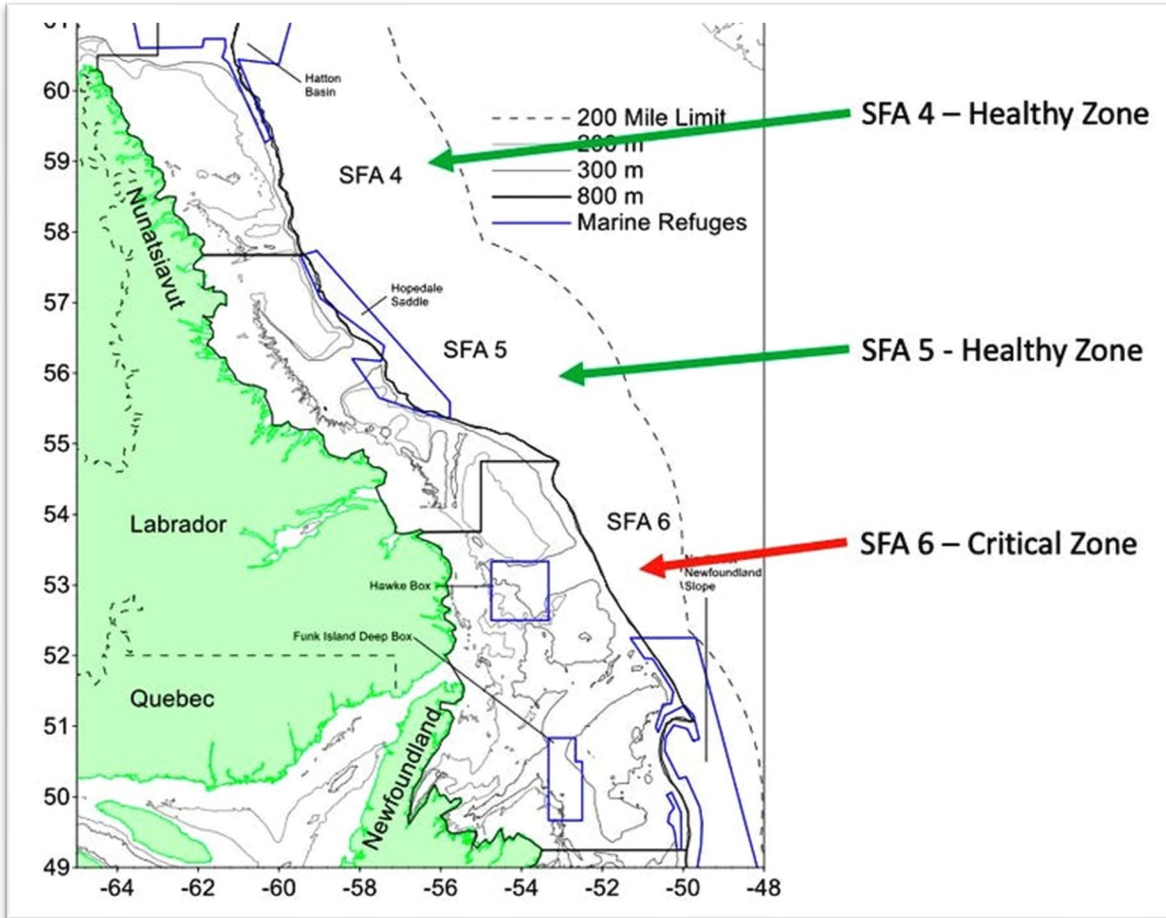 61
60
59
58
57
56
55
54
53
52
51
50
49
-64
-62
-60
-58
-56
-54
-52
-50
-48
Hatton
Basin
200 Mile Limit
200 m
300 m
800 m
Marine Refuges
SFA 4
SFA 4 – Healthy Zone
Nunatsiavut
Hopedale
Saddle
SFA 5
SFA 5 - Healthy Zone
Labrador
SFA 6
SFA 6 – Critical Zone
Newfoundland
Slope
Hawke Box
Funk Island Deep Box
Quebec
Newfoundland